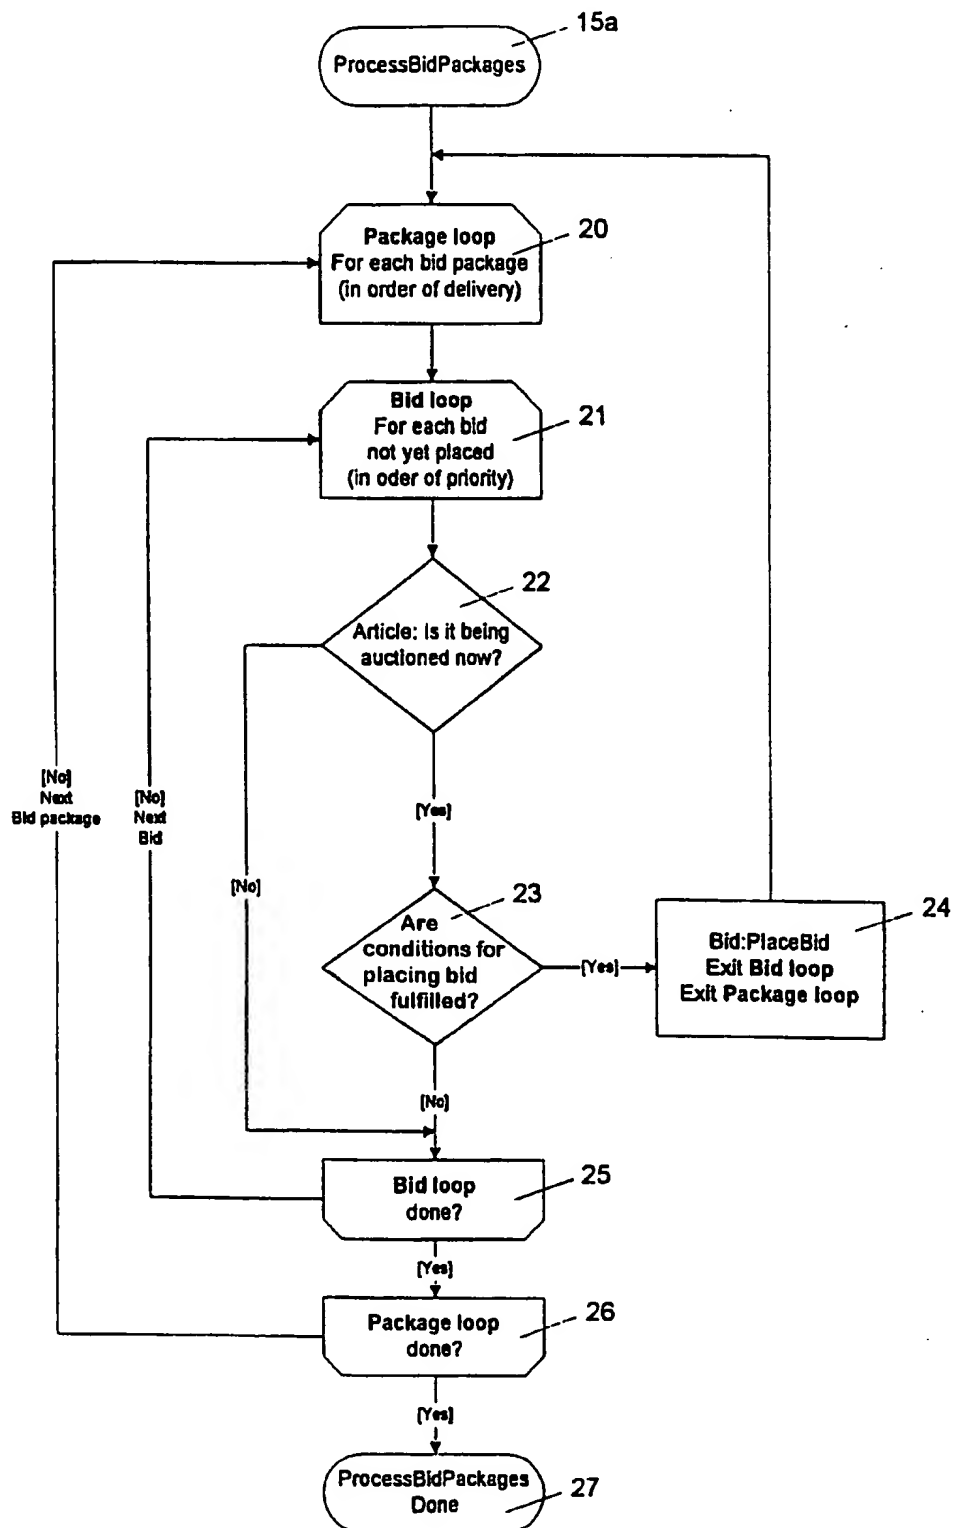 15a
ProcessBidPackages
Package loop
For each bid package
(in order of delivery)
20
Bid loop
For each bid
not yet placed
(in oder of priority)
21
22
Article: Is it being
auctioned now?
[No]
Next
Bid package
[No]
Next
Bid
[Yes]
[No]
23
Are
conditions for
placing bid
fulfilled?
[Yes]
24
Bid:PlaceBid
Exit Bid loop
Exit Package loop
[No]
Bid loop
done?
25
[Yes]
Package loop
done?
26
[Yes]
ProcessBidPackages
Done
27